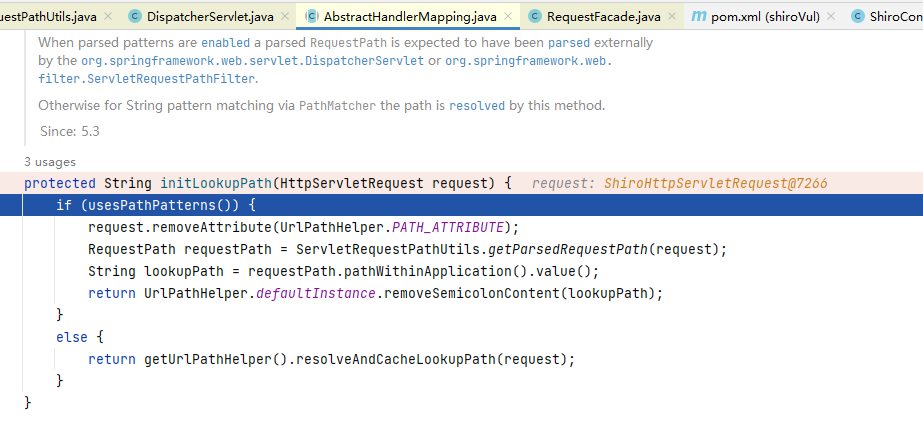 uestPathUtils.java × DispatcherServlet.java × AbstractHandlerMapping.java × RequestFacade.java × pom.xml (shiroVul) × ShiroCon
When parsed patterns are enabled a parsed RequestPath is expected to have been parsed externally
by the org.springframework.web.servlet.DispatcherServlet or org.springframework.web.
filter.ServletRequestPathFilter.
Otherwise for String pattern matching via PathMatcher the path is resolved by this method.
Since: 5.3
3 usages
protected String initLookupPath(HttpServletRequest request) { request: ShiroHttpServletRequest@7266
if (usesPathPatterns()) {
request.removeAttribute(UrlPathHelper.PATH_ATTRIBUTE);
RequestPath requestPath = ServletRequestPathUtils.getParsedRequestPath(request);
String lookupPath = requestPath.pathWithinApplication().value();
return UrlPathHelper.defaultInstance.removeSemicolonContent(lookupPath);
}
else {
return getUrlPathHelper().resolveAndCacheLookupPath(request);
}
}